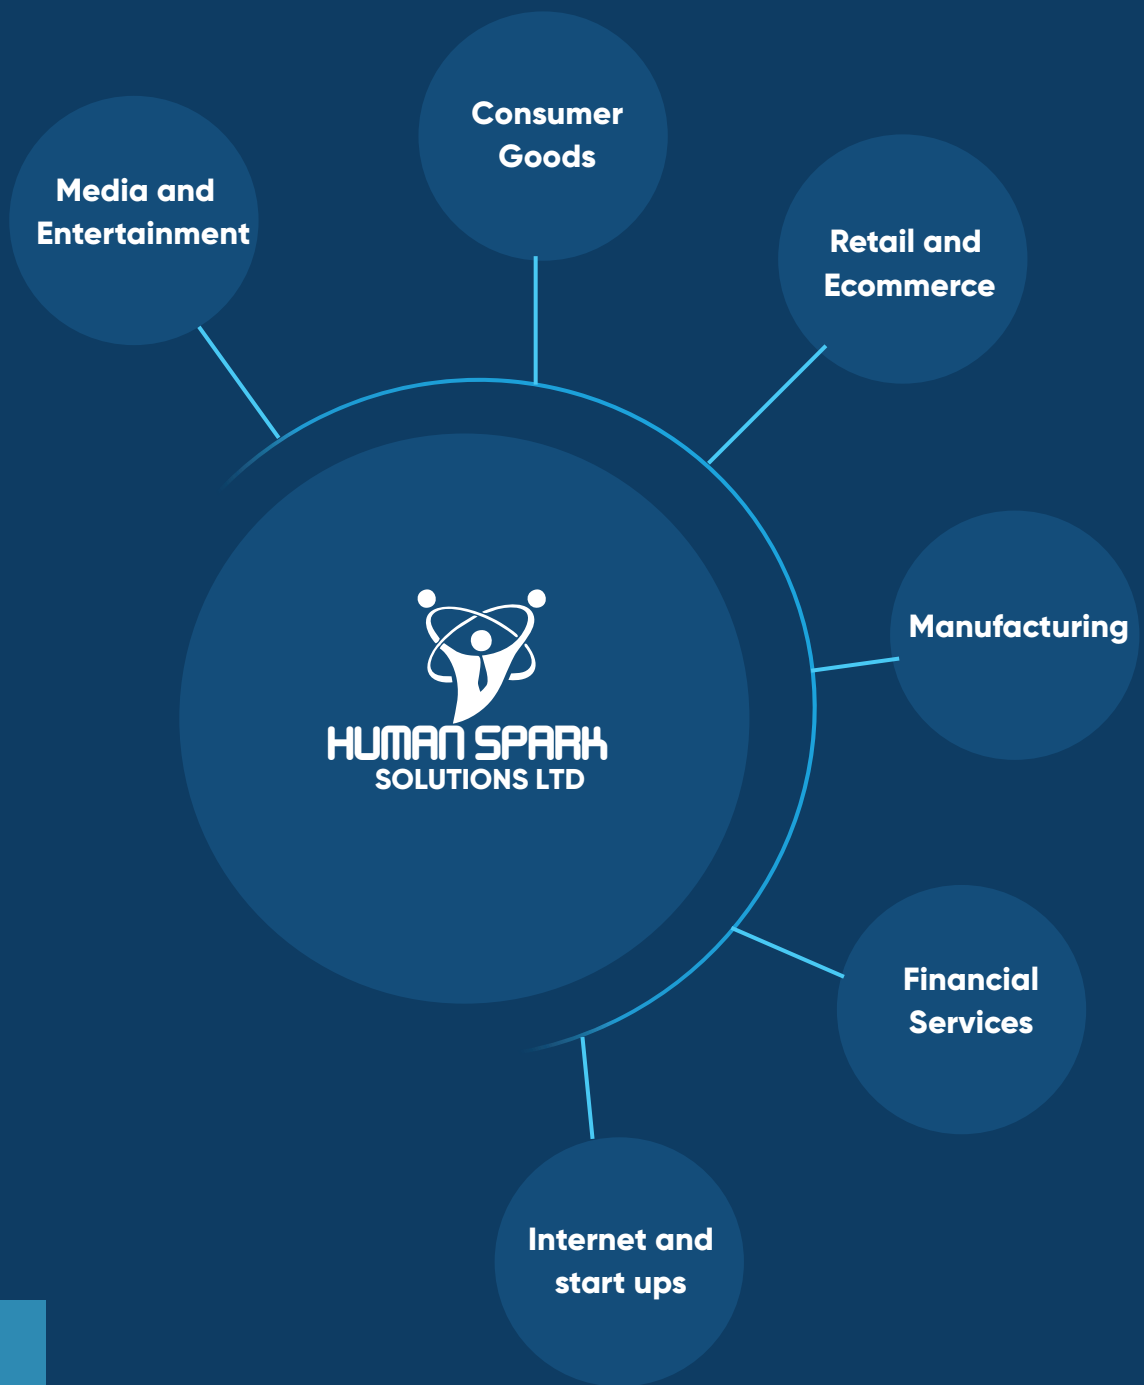 Consumer
Goods
Media and
Entertainment
Retail and
Ecommerce
Manufacturing
HUMAN SPARK
SOLUTIONS LTD
Financial
Services
Internet and
start ups